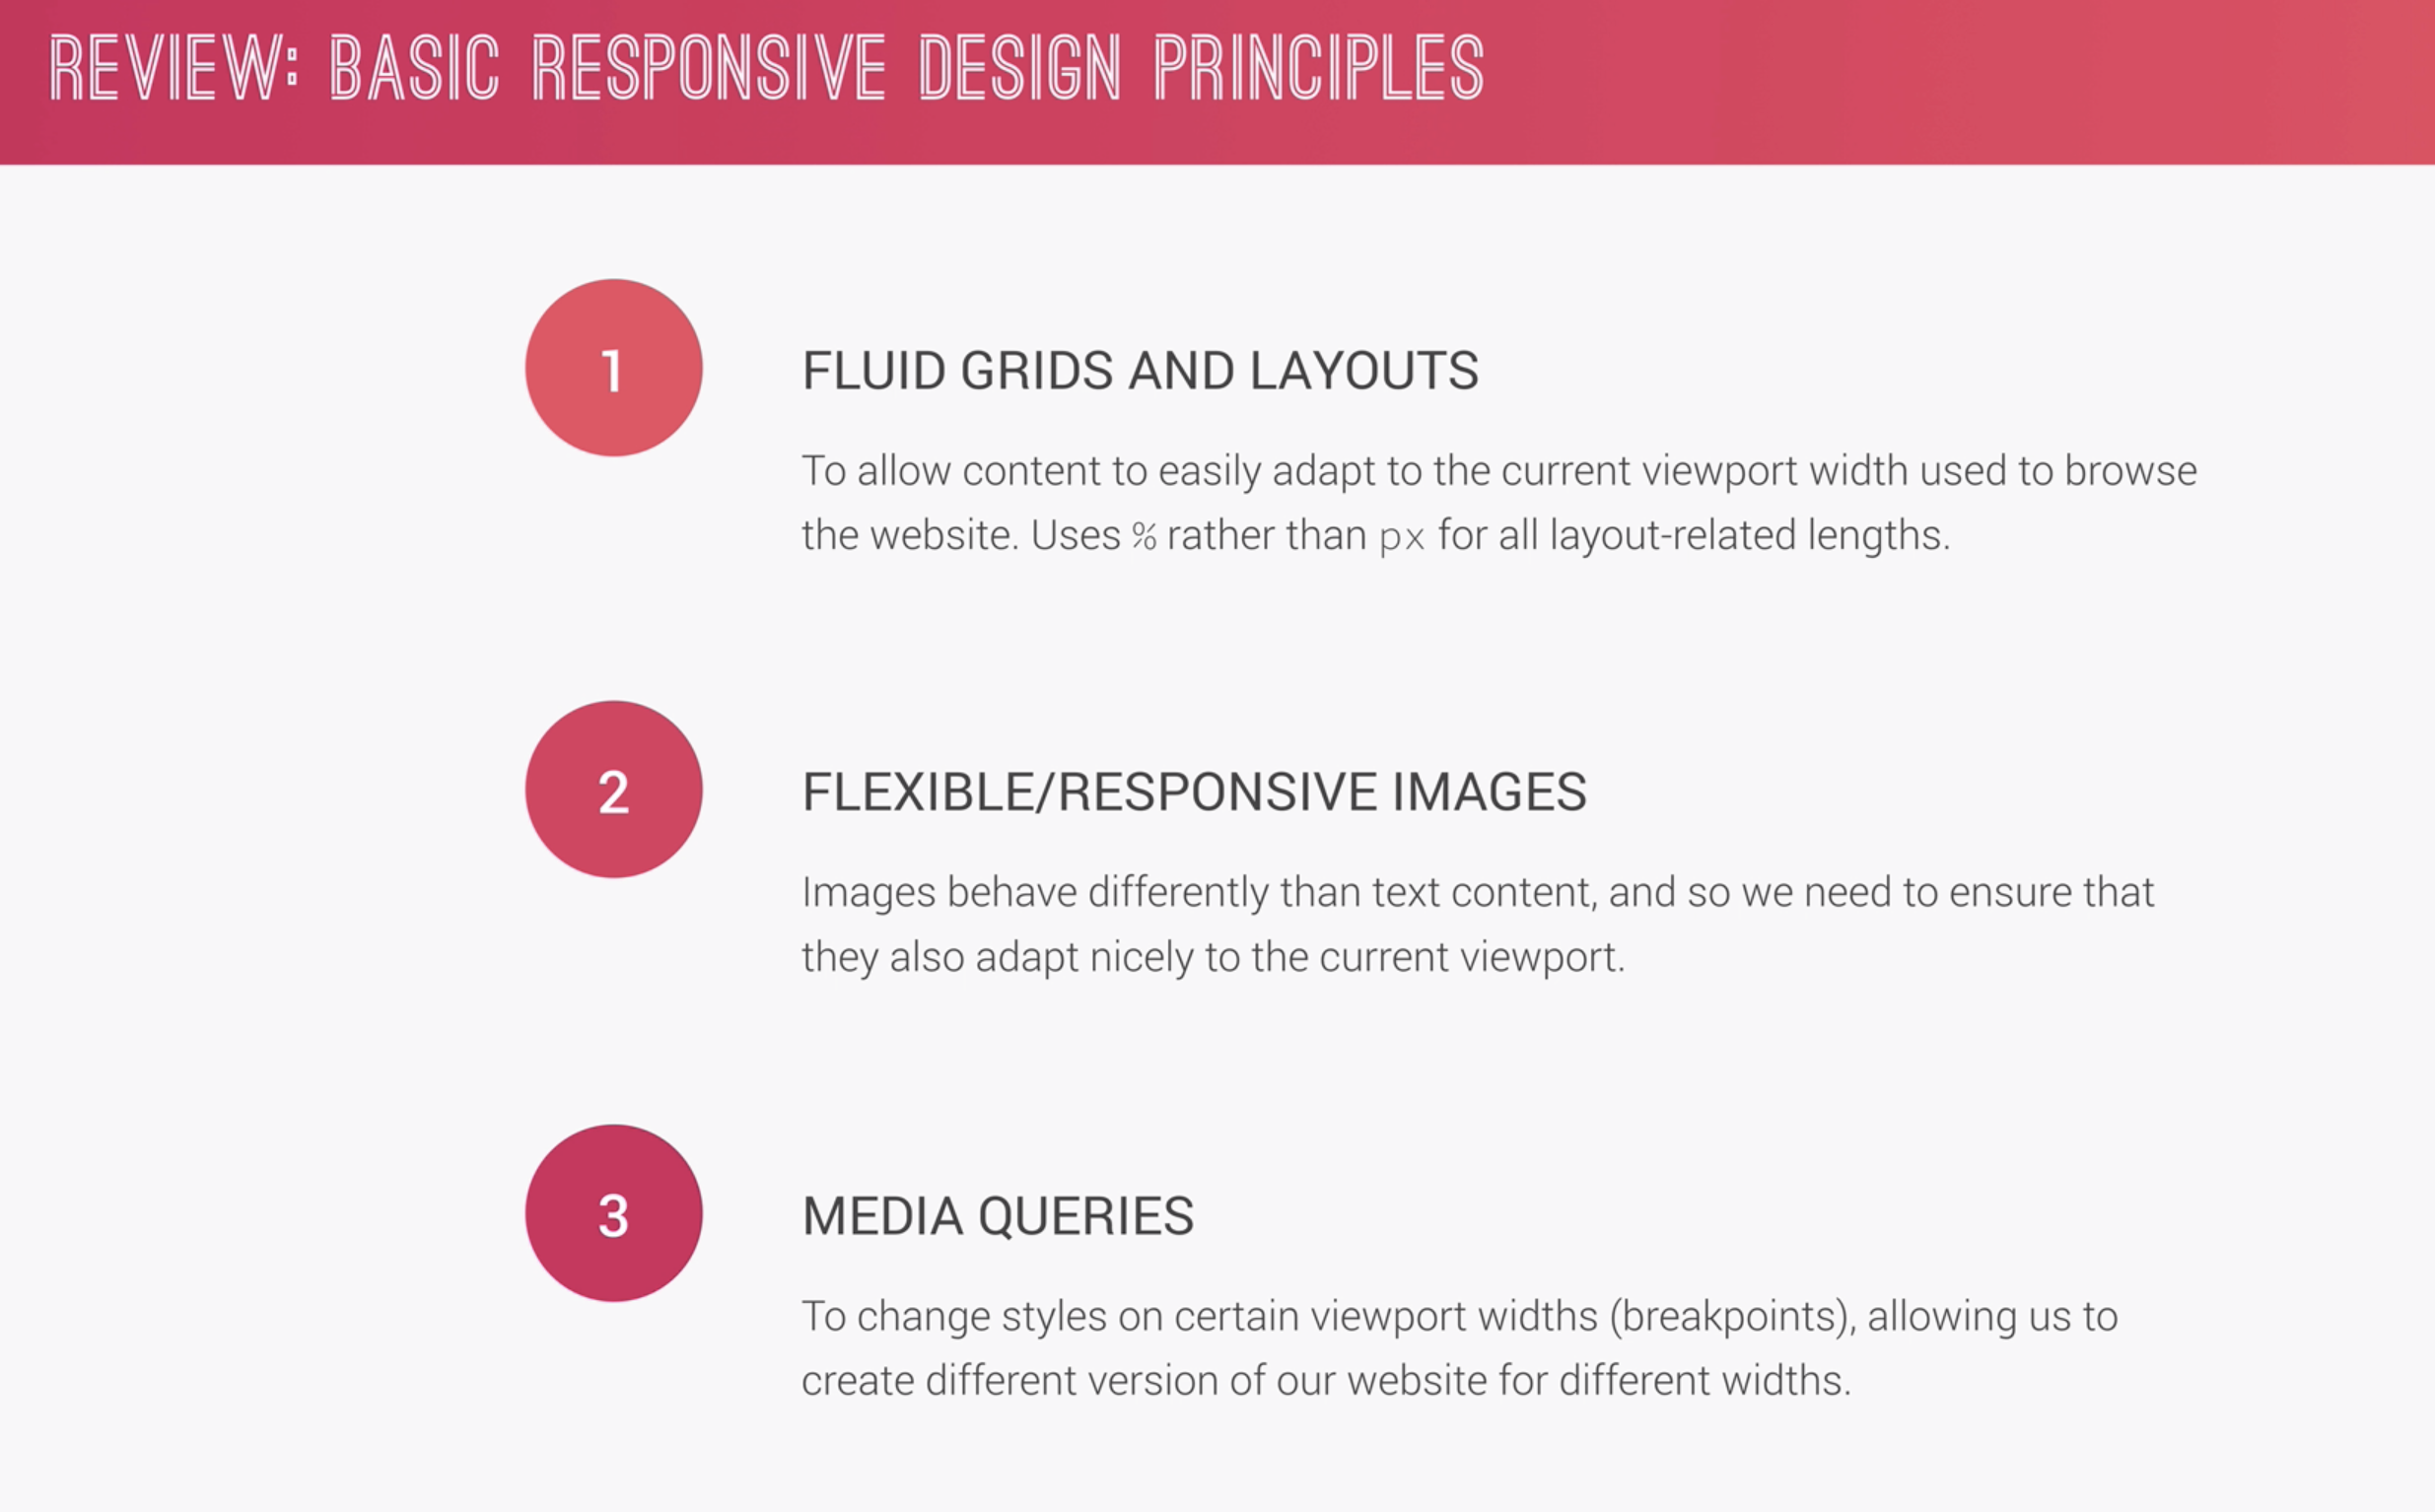 REVIEW: BASIC RESPONSIVE DESIGN PRINCIPLES
1
FLUID GRIDS AND LAYOUTS
To allow content to easily adapt to the current viewport width used to browse
the website. Uses % rather than px for all layout-related lengths.
2
FLEXIBLE/RESPONSIVE IMAGES
Images behave differently than text content, and so we need to ensure that
they also adapt nicely to the current viewport.
3
MEDIA QUERIES
To change styles on certain viewport widths (breakpoints), allowing us to
create different version of our website for different widths.